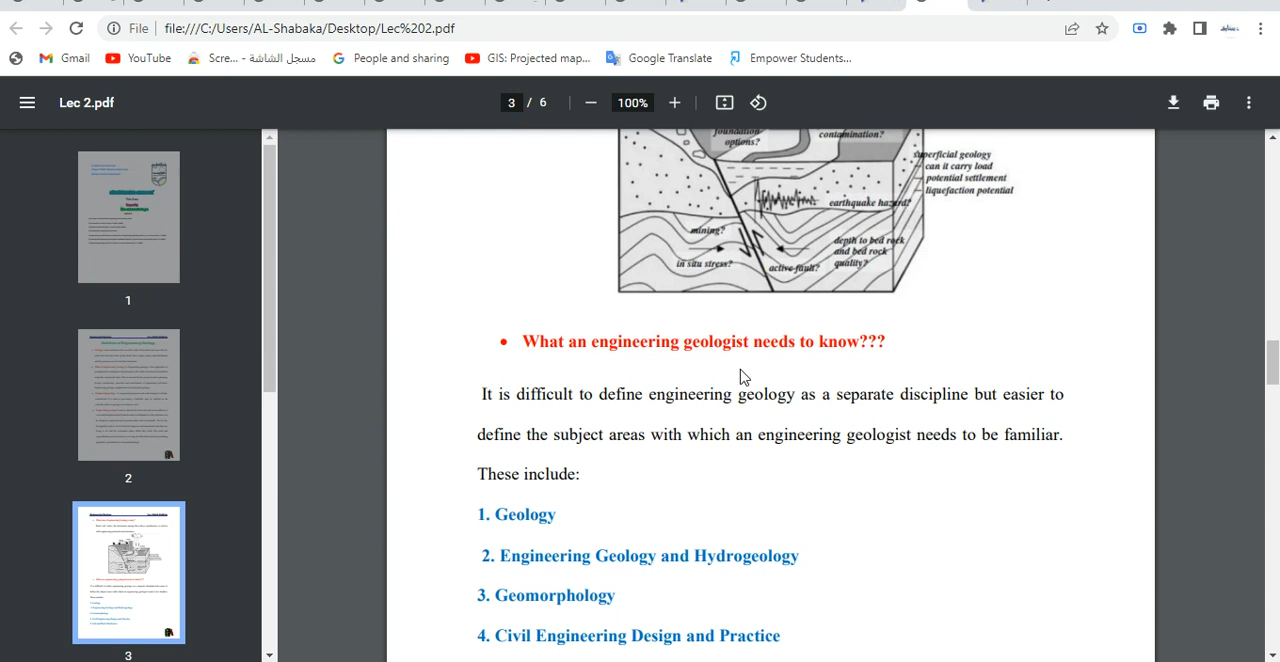 File
file:///C:/Users/AL-Shabaka/Desktop/Lec%202.pdf
Gmail
YouTube
Scre... - مسجل الشاشة
People and sharing
GIS: Projected map...
Google Translate
Empower Students...
Lec 2.pdf
3 / 6
100%
1
2
3
foundation
options?
contamination?
superficial geology
can it carry load
potential settlement
liquefaction potential
earthquake hazard?
mining?
depth to bed rock
and bed rock
quality?
in situ stress?
active fault?
• What an engineering geologist needs to know???
It is difficult to define engineering geology as a separate discipline but easier to
define the subject areas with which an engineering geologist needs to be familiar.
These include:
1. Geology
2. Engineering Geology and Hydrogeology
3. Geomorphology
4. Civil Engineering Design and Practice